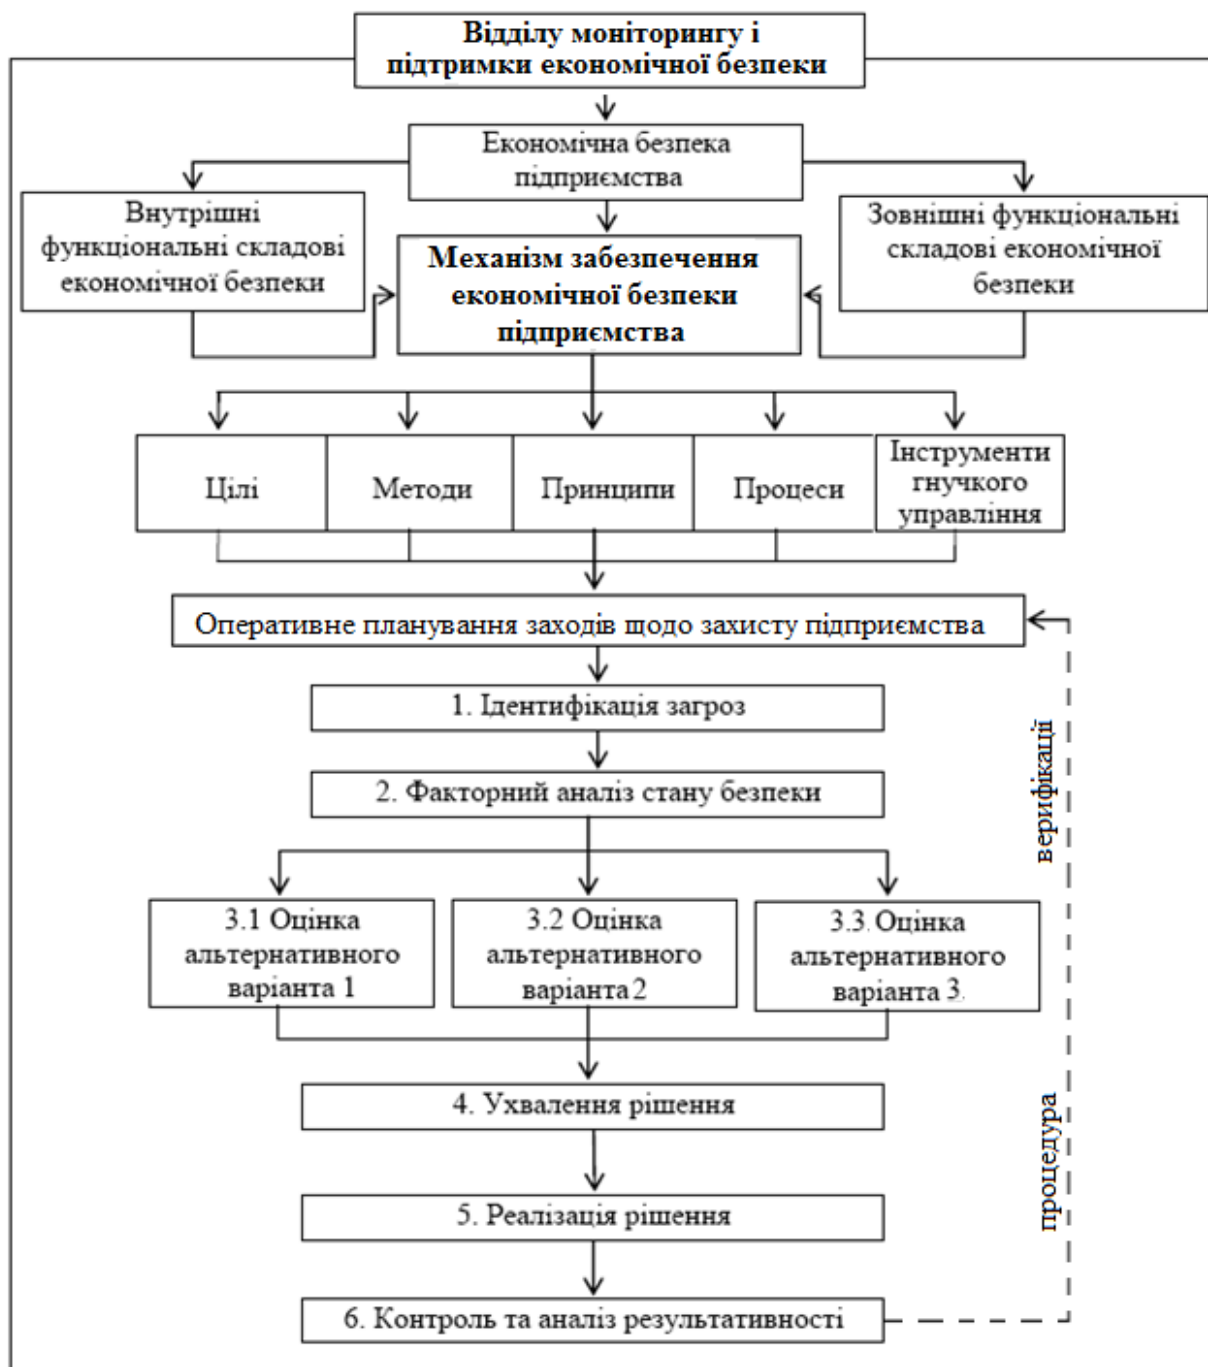 Відділу моніторингу і
підтримки економічної безпеки
Економічна безпека
підприємства
Внутрішні
функціональні складові
економічної безпеки
Механізм забезпечення
економічної безпеки
підприємства
Зовнішні функціональні
складові економічної
безпеки
Цілі
Методи
Принципи
Процеси
Інструменти
гнучкого
управління
Оперативне планування заходів щодо захисту підприємства
1. Ідентифікація загроз
2. Факторний аналіз стану безпеки
3.1 Оцінка
альтернативного
варіанта 1
3.2 Оцінка
альтернативного
варіанта 2
3.3. Оцінка
альтернативного
варіанта 3.
4. Ухвалення рішення
5. Реалізація рішення
6. Контроль та аналіз результативності
процедура
верифікації